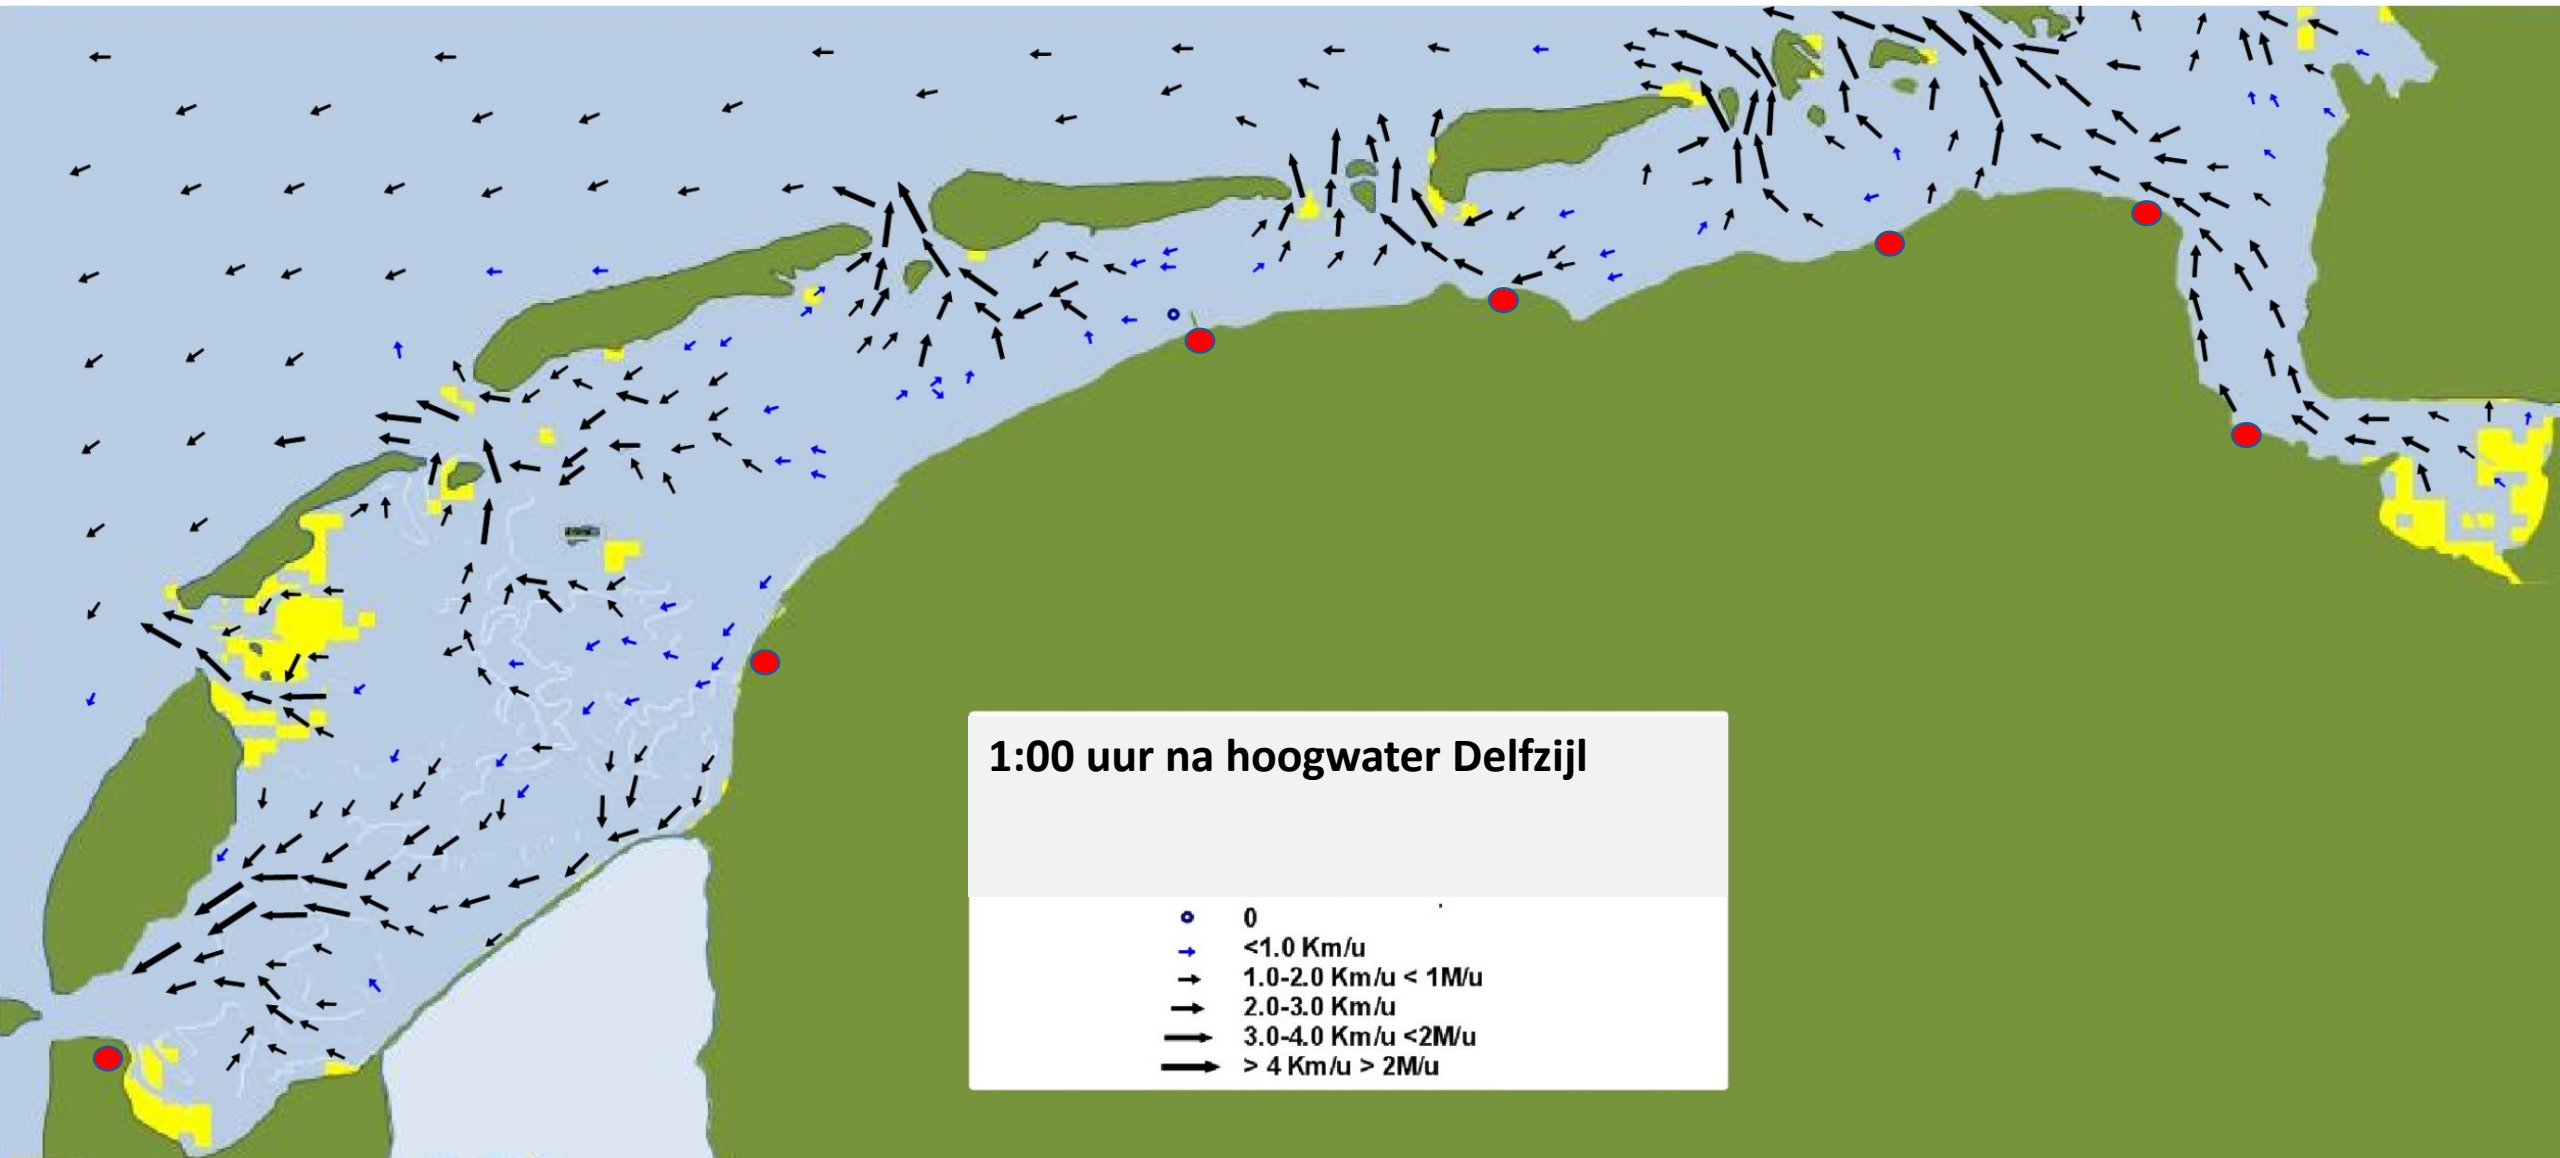 1:00 uur na hoogwater Delfzijl
0
<1.0 Km/u
1.0-2.0 Km/u < 1M/u
2.0-3.0 Km/u
3.0-4.0 Km/u <2M/u
> 4 Km/u > 2M/u